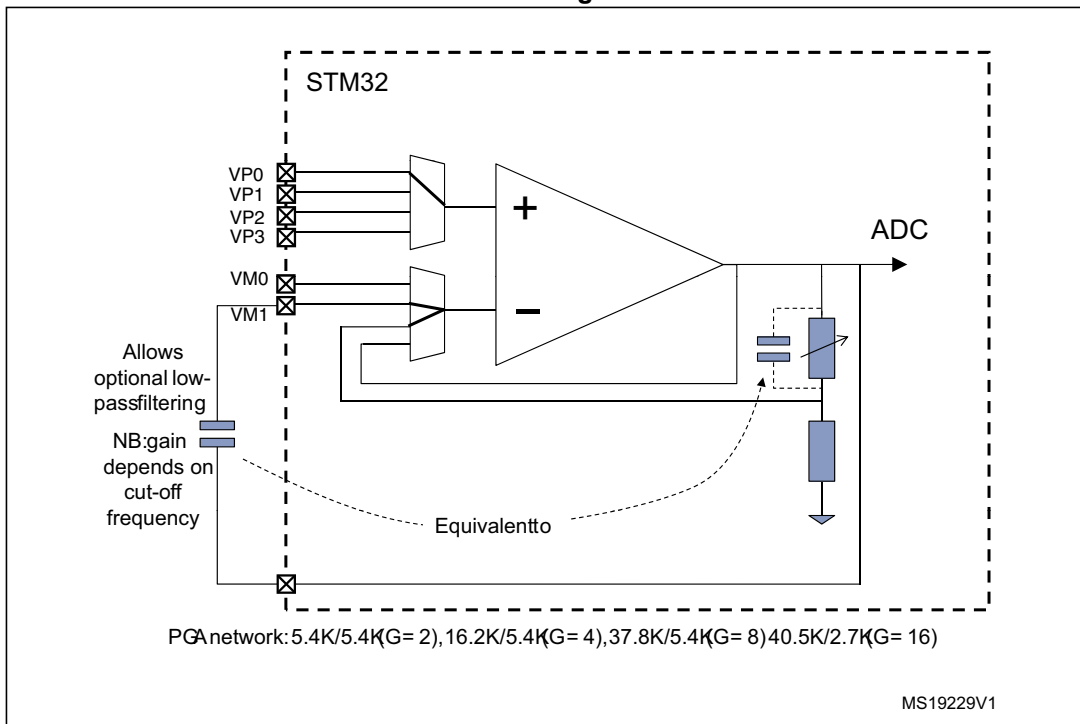 STM32
VP0
VP1
VP2
VP3
VM0
VM1
+
−
ADC
Allows
optional low-
passfiltering
NB:gain
depends on
cut-off
frequency
Equivalentto
PGAnetwork:5.4K/5.4K(G= 2),16.2K/5.4K(G= 4),37.8K/5.4K(G= 8)40.5K/2.7K(G= 16)
MS19229V1